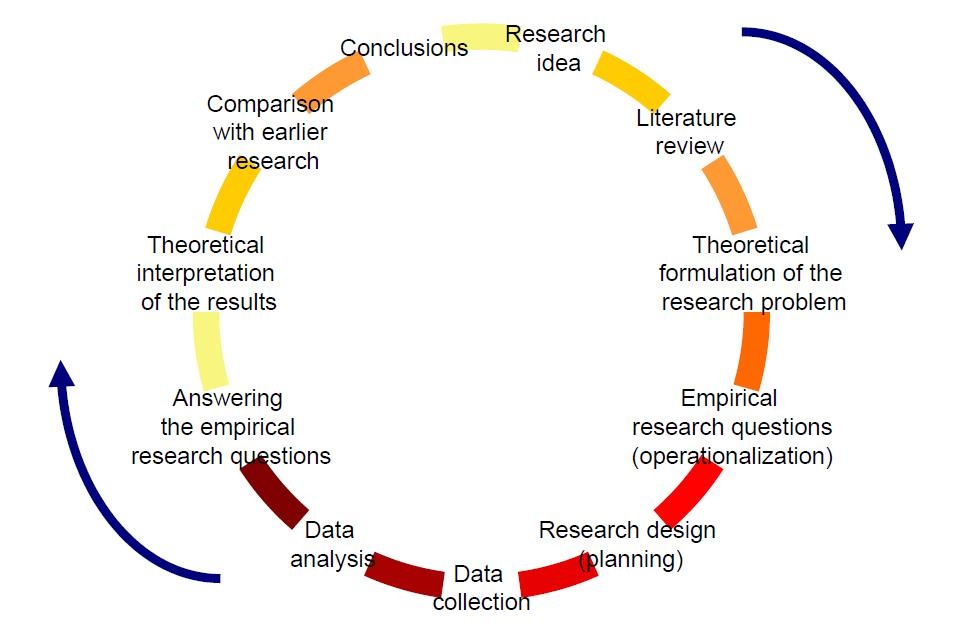 Research
idea
Literature
review
Theoretical
formulation of the
research problem
Empirical
research questions
(operationalization)
Research design
(planning)
Data
collection
Data
analysis
Answering
the empirical
research questions
Theoretical
interpretation
of the results
Comparison
with earlier
research
Conclusions